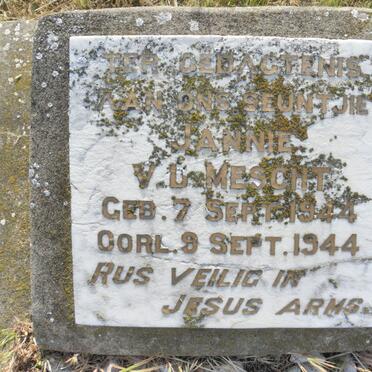 TER GEDAGTENIS
AAN ONS SEUNTJIE
JANNIE
V.D. MESCHT
GEB. 7 SEPT. 1944
OORL. 9 SEPT. 1944
RUS VEILIG IN
JESUS ARMS.